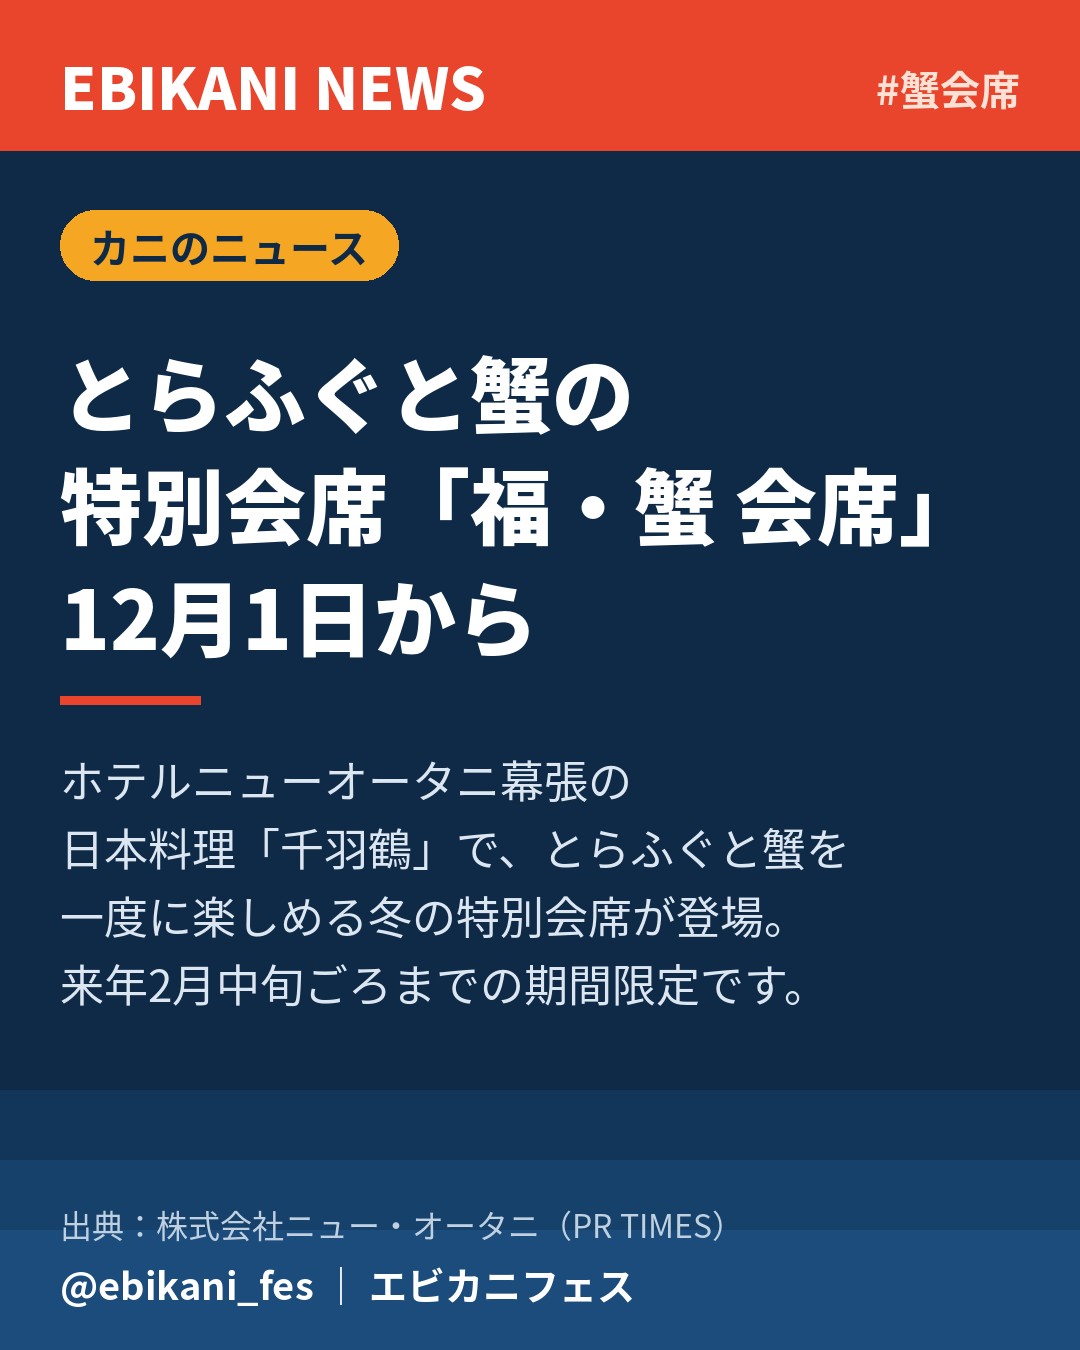 EBIKANI NEWS
#蟹会席
カニのニュース
とらふぐと蟹の
特別会席「福・蟹 会席」
12月1日から
ホテルニューオータニ幕張の
日本料理「千羽鶴」で、とらふぐと蟹を
一度に楽しめる冬の特別会席が登場。
来年2月中旬ごろまでの期間限定です。
出典：株式会社ニュー・オータニ（PR TIMES）
@ebikani_fes ｜ エビカニフェス